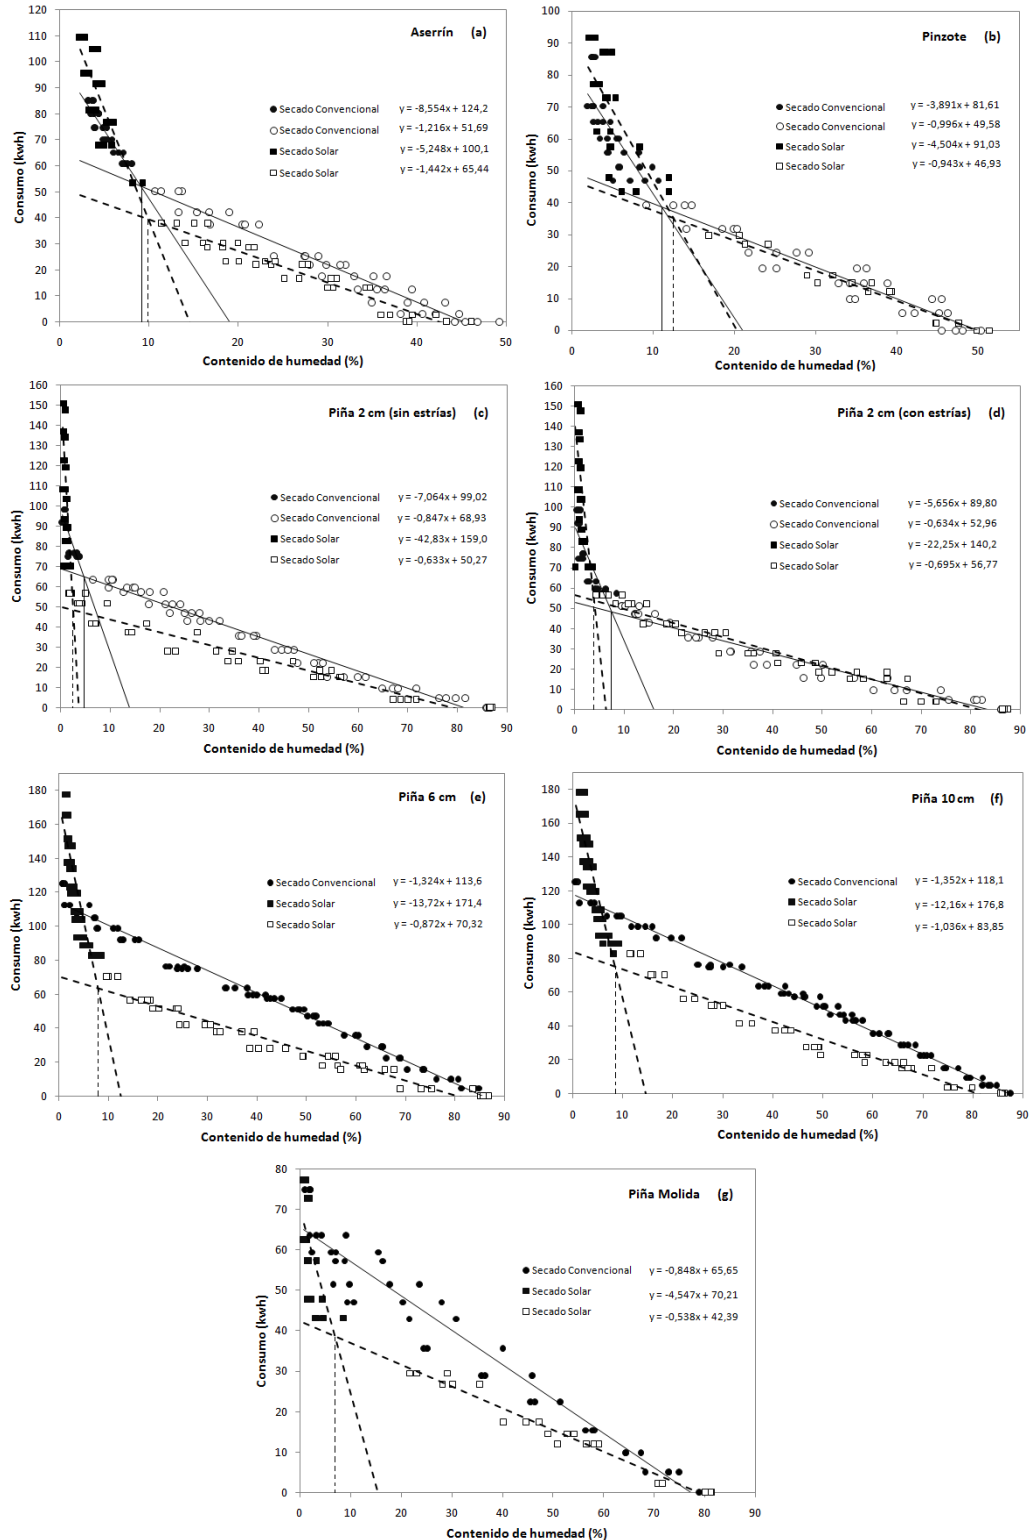 Aserrín (a)
Consumo (kwh)
120
110
100
90
80
70
60
50
40
30
20
10
0
Secado Convencional y = -8,554x + 124,2
Secado Convencional y = -1,216x + 51,69
Secado Solar y = -5,248x + 100,1
Secado Solar y = -1,442x + 65,44
0 10 20 30 40 50
Contenido de humedad (%)
Pinzote (b)
Consumo (kwh)
100
90
80
70
60
50
40
30
20
10
0
Secado Convencional y = -3,891x + 81,61
Secado Convencional y = -0,996x + 49,58
Secado Solar y = -4,504x + 91,03
Secado Solar y = -0,943x + 46,93
0 10 20 30 40 50
Contenido de humedad (%)
Piña 2 cm (sin estrías) (c)
Consumo (kwh)
160
150
140
130
120
110
100
90
80
70
60
50
40
30
20
10
0
Secado Convencional y = -7,064x + 99,02
Secado Convencional y = -0,847x + 68,93
Secado Solar y = -42,83x + 159,0
Secado Solar y = -0,633x + 50,27
0 10 20 30 40 50 60 70 80 90
Contenido de humedad (%)
Piña 2 cm (con estrías) (d)
Consumo (kwh)
160
150
140
130
120
110
100
90
80
70
60
50
40
30
20
10
0
Secado Convencional y = -5,656x + 89,80
Secado Convencional y = -0,634x + 52,96
Secado Solar y = -22,25x + 140,2
Secado Solar y = -0,695x + 56,77
0 10 20 30 40 50 60 70 80 90
Contenido de humedad (%)
Piña 6 cm (e)
Consumo (kwh)
180
160
140
120
100
80
60
40
20
0
Secado Convencional y = -1,324x + 113,6
Secado Solar y = -13,72x + 171,4
Secado Solar y = -0,872x + 70,32
0 10 20 30 40 50 60 70 80 90
Contenido de humedad (%)
Piña 10 cm (f)
Consumo (kwh)
180
160
140
120
100
80
60
40
20
0
Secado Convencional y = -1,352x + 118,1
Secado Solar y = -12,16x + 176,8
Secado Solar y = -1,036x + 83,85
0 10 20 30 40 50 60 70 80 90
Contenido de humedad (%)
Piña Molida (g)
Consumo (kwh)
80
70
60
50
40
30
20
10
0
Secado Convencional y = -0,848x + 65,65
Secado Solar y = -4,547x + 70,21
Secado Solar y = -0,538x + 42,39
0 10 20 30 40 50 60 70 80 90
Contenido de humedad (%)